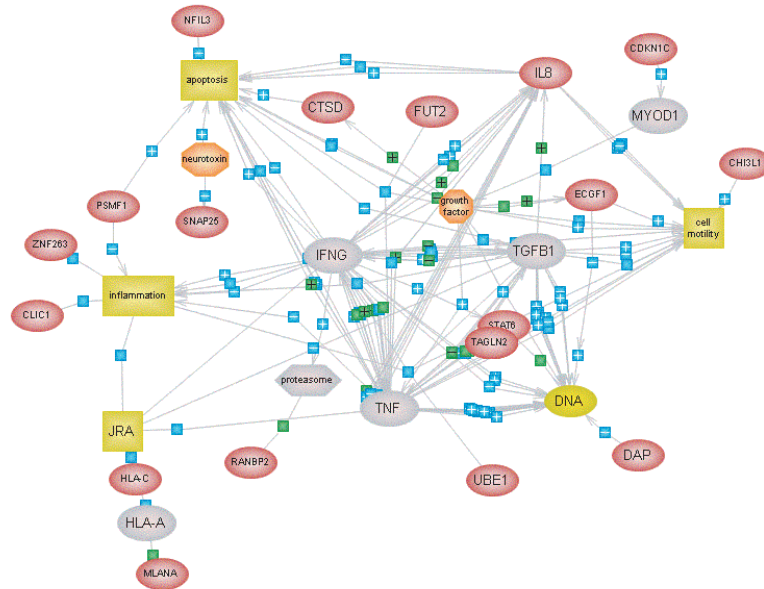 NFIL3
IL8
CDKN1C
apoptosis
CTSD
FUT2
MYOD1
neurotoxin
CHI3L1
PSMF1
SNAP25
growth
factor
ECGF1
cell
motility
ZNF263
IFNG
TGFB1
inflammation
CLIC1
STAT6
TAGLN2
proteasome
TNF
DNA
JRA
RANBP2
UBE1
DAP
HLA-C
HLA-A
MLANA